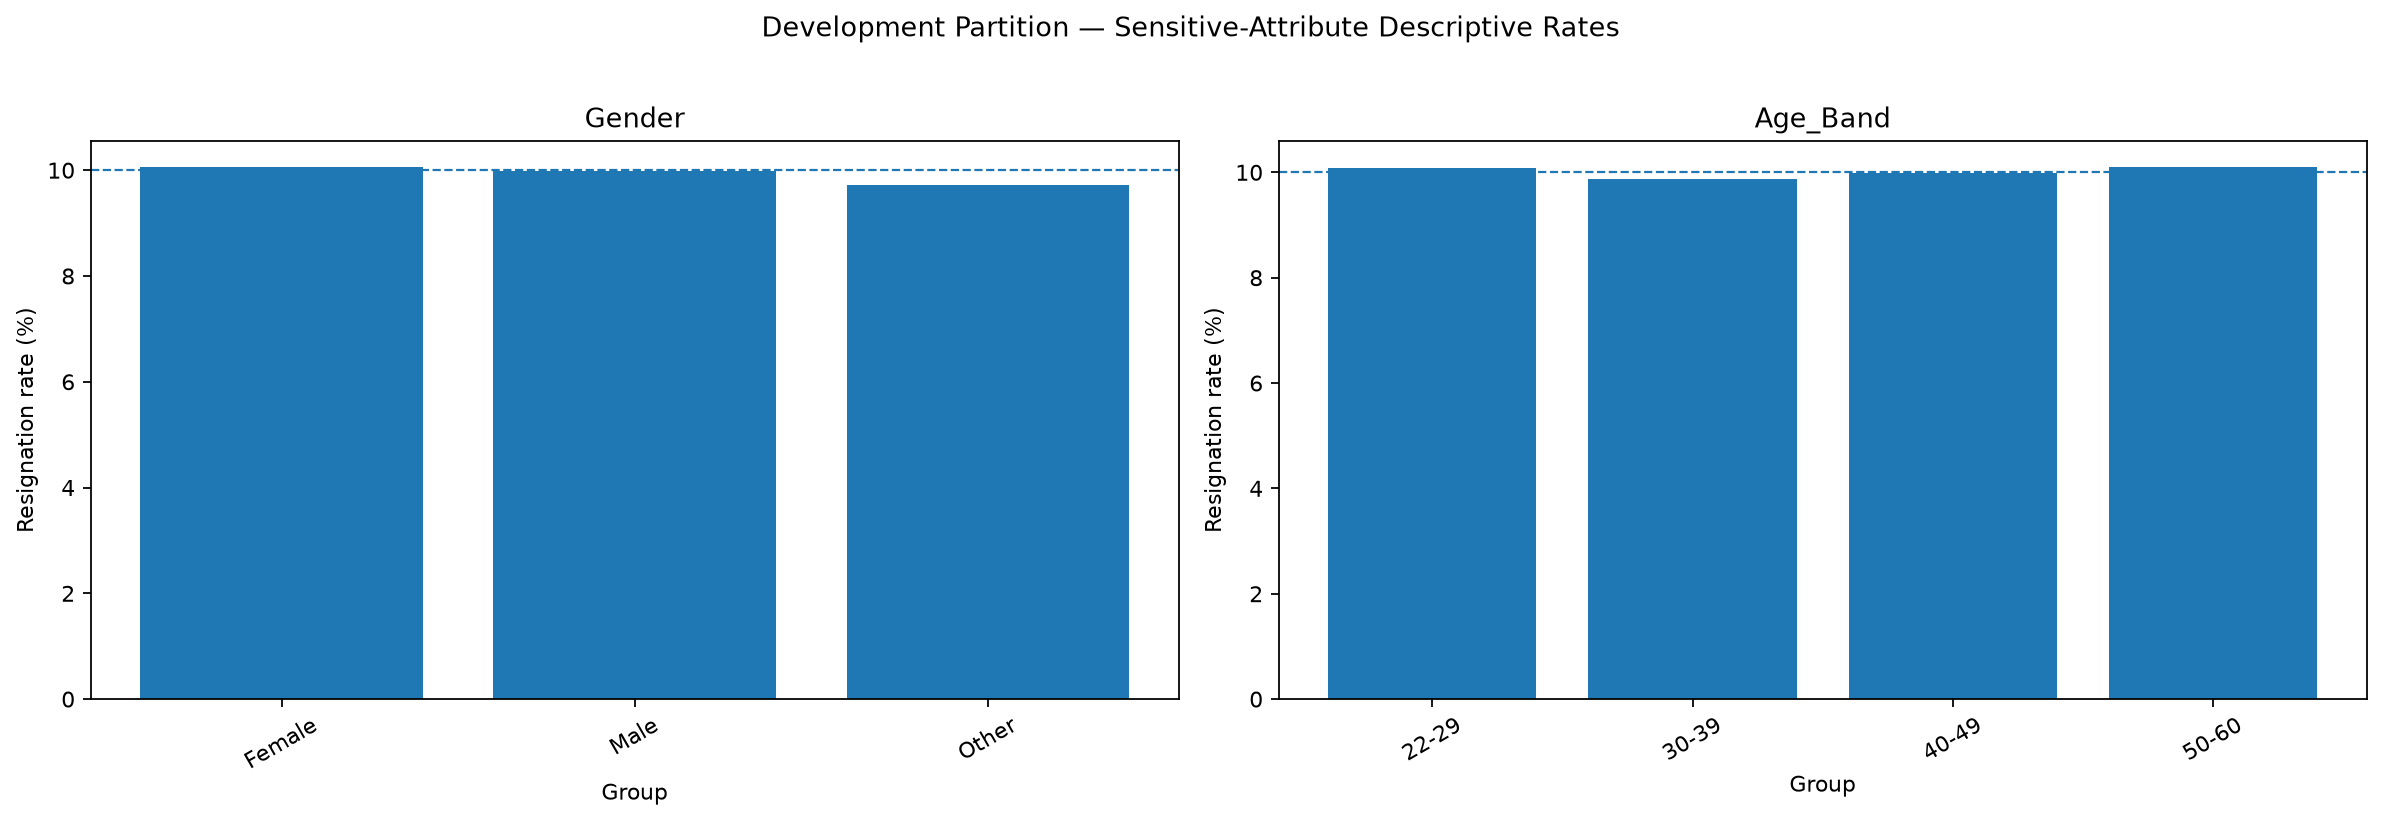 Development Partition — Sensitive-Attribute Descriptive Rates
Gender
Resignation rate (%)
10
8
6
4
2
0
Female
Male
Other
Group
Age_Band
Resignation rate (%)
10
8
6
4
2
0
22-29
30-39
40-49
50-60
Group